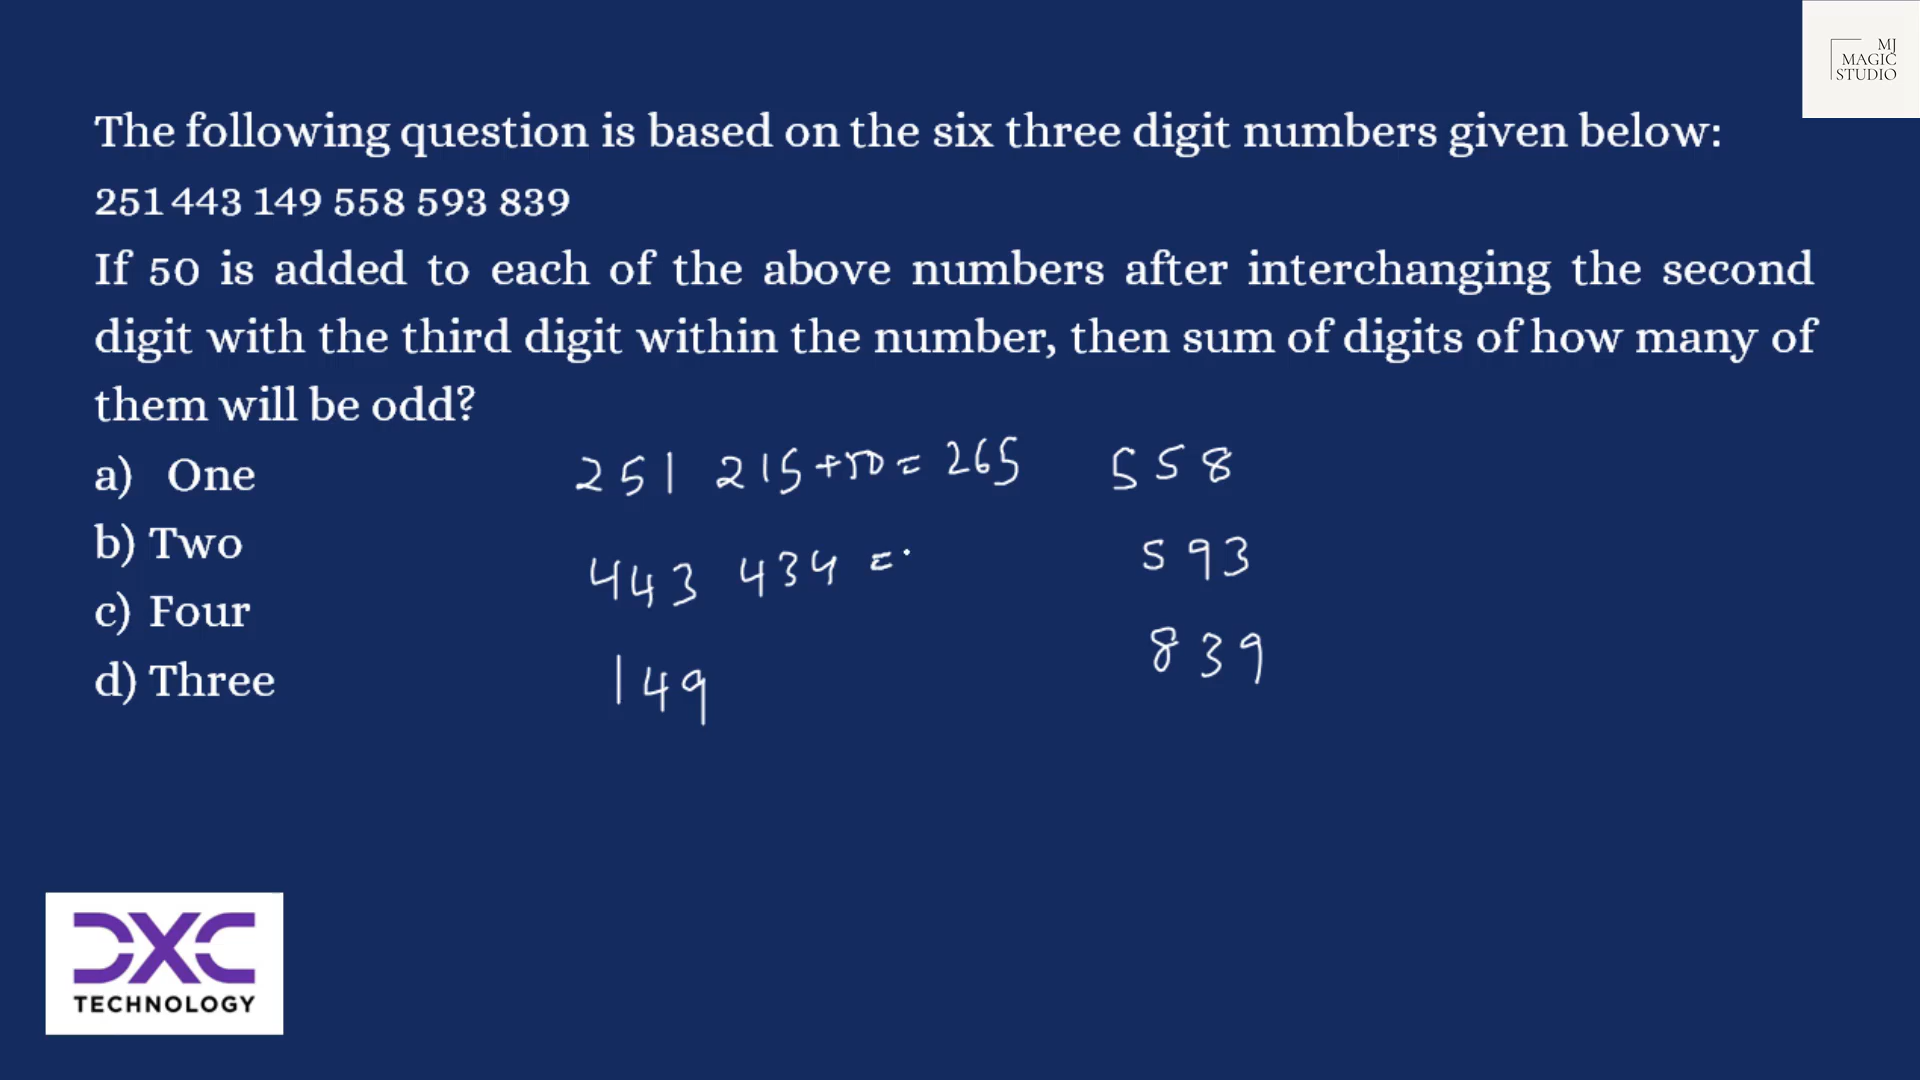 MJ
MAGIC
STUDIO
The following question is based on the six three digit numbers given below:
251 443 149 558 593 839
If 50 is added to each of the above numbers after interchanging the second
digit with the third digit within the number, then sum of digits of how many of
them will be odd?
a) One
b) Two
c) Four
d) Three
251 215+50=265
443 434 =
149
558
593
839
DXC
TECHNOLOGY